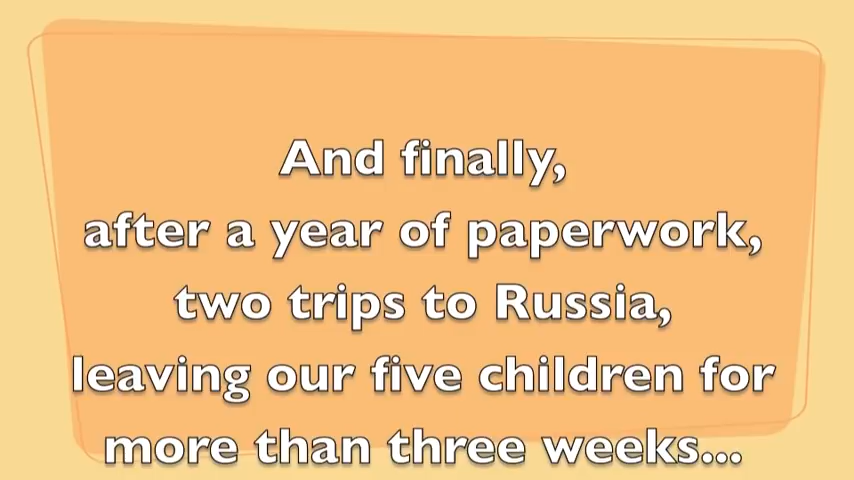 And finally,
after a year of paperwork,
two trips to Russia,
leaving our five children for
more than three weeks...